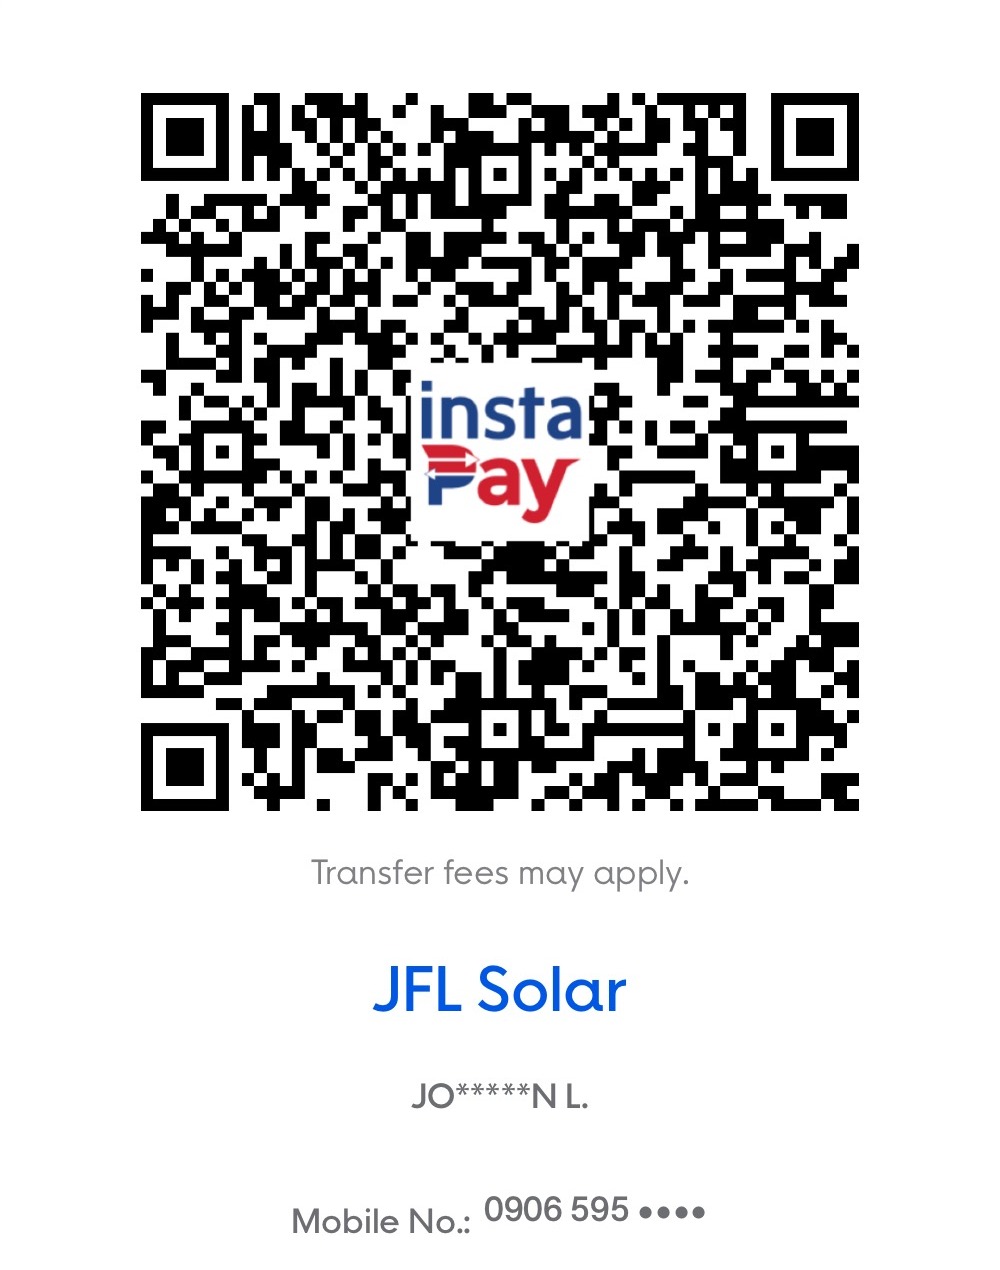 insta
Pay
Transfer fees may apply.
JFL Solar
JO*****N L.
Mobile No.: 0906 595 ••••